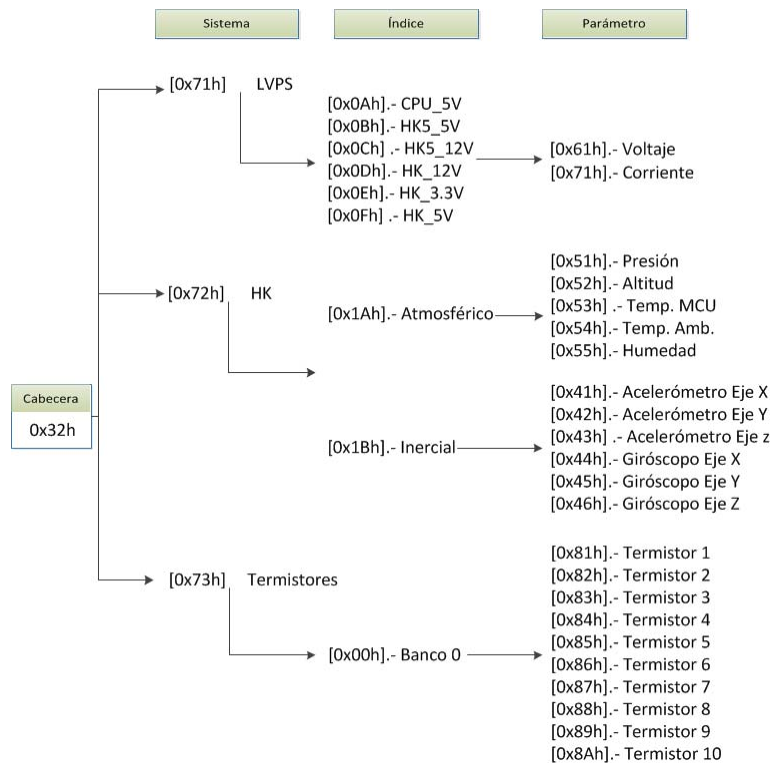 Sistema
Índice
Parámetro
[0x71h] LVPS
[0x0Ah].- CPU_5V
[0x0Bh].- HK5_5V
[0x0Ch] .- HK5_12V
[0x0Dh].- HK_12V
[0x0Eh].- HK_3.3V
[0x0Fh] .- HK_5V
[0x61h].- Voltaje
[0x71h].- Corriente
[0x72h] HK
[0x1Ah].- Atmosférico
[0x51h].- Presión
[0x52h].- Altitud
[0x53h] .- Temp. MCU
[0x54h].- Temp. Amb.
[0x55h].- Humedad
Cabecera
0x32h
[0x1Bh].- Inercial
[0x41h].- Acelerómetro Eje X
[0x42h].- Acelerómetro Eje Y
[0x43h] .- Acelerómetro Eje z
[0x44h].- Giróscopo Eje X
[0x45h].- Giróscopo Eje Y
[0x46h].- Giróscopo Eje Z
[0x73h] Termistores
[0x00h].- Banco 0
[0x81h].- Termistor 1
[0x82h].- Termistor 2
[0x83h].- Termistor 3
[0x84h].- Termistor 4
[0x85h].- Termistor 5
[0x86h].- Termistor 6
[0x87h].- Termistor 7
[0x88h].- Termistor 8
[0x89h].- Termistor 9
[0x8Ah].- Termistor 10